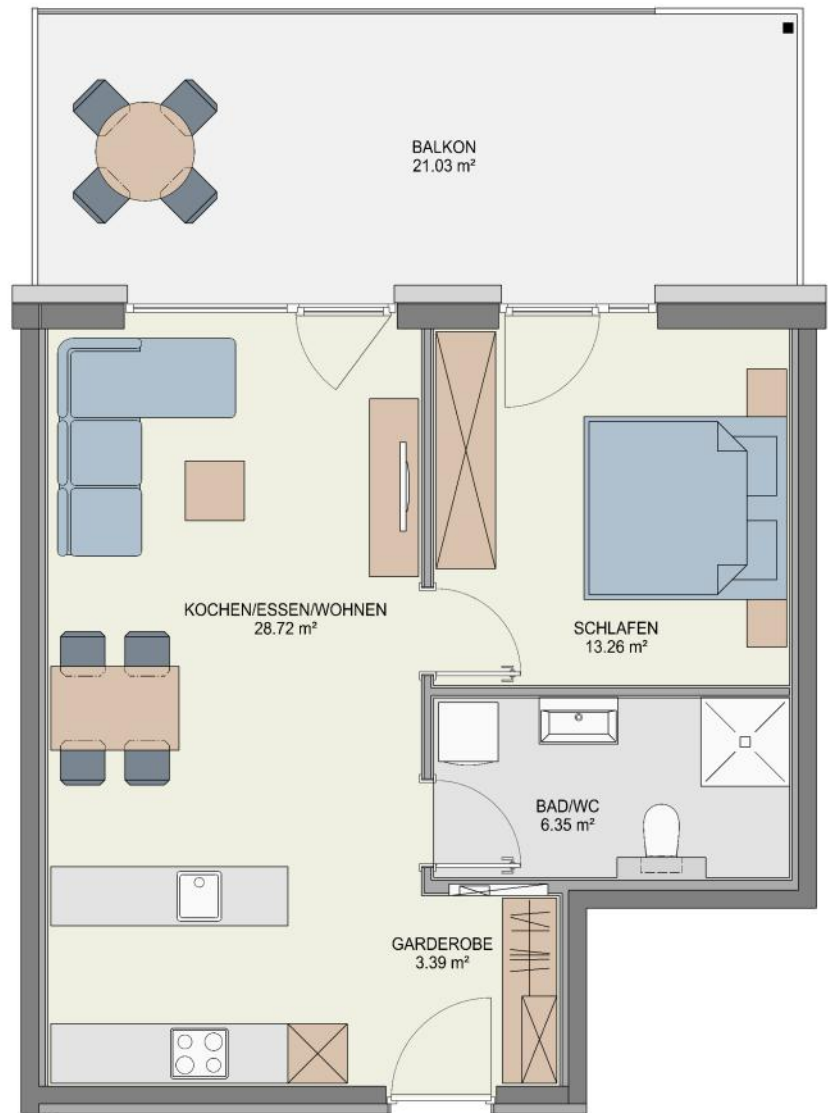 BALKON
21.03 m²
KOCHEN/ESSEN/WOHNEN
28.72 m²
SCHLAFEN
13.26 m²
BAD/WC
6.35 m²
GARDEROBE
3.39 m²